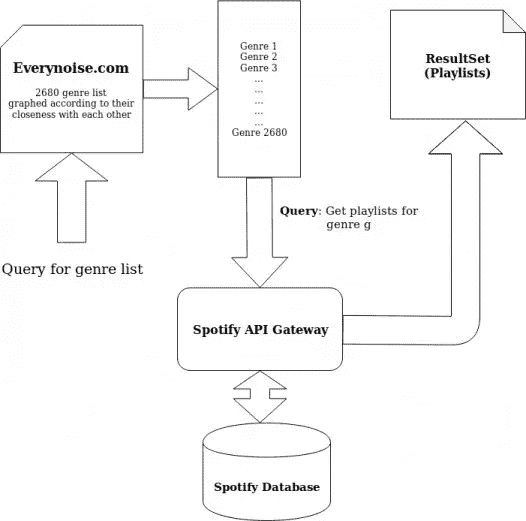 Everynoise.com
2680 genre list
graphed according to their
closeness with each other
Query for genre list
Genre 1
Genre 2
Genre 3
...
...
...
...
...
Genre 2680
Query: Get playlists for
genre g
Spotify API Gateway
Spotify Database
ResultSet
(Playlists)